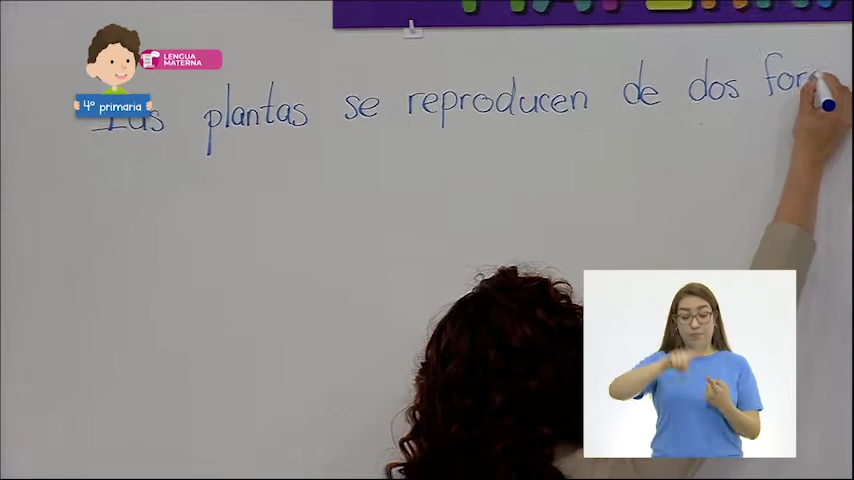 LENGUA
MATERNA
4º primaria
Las plantas se reproducen de dos for